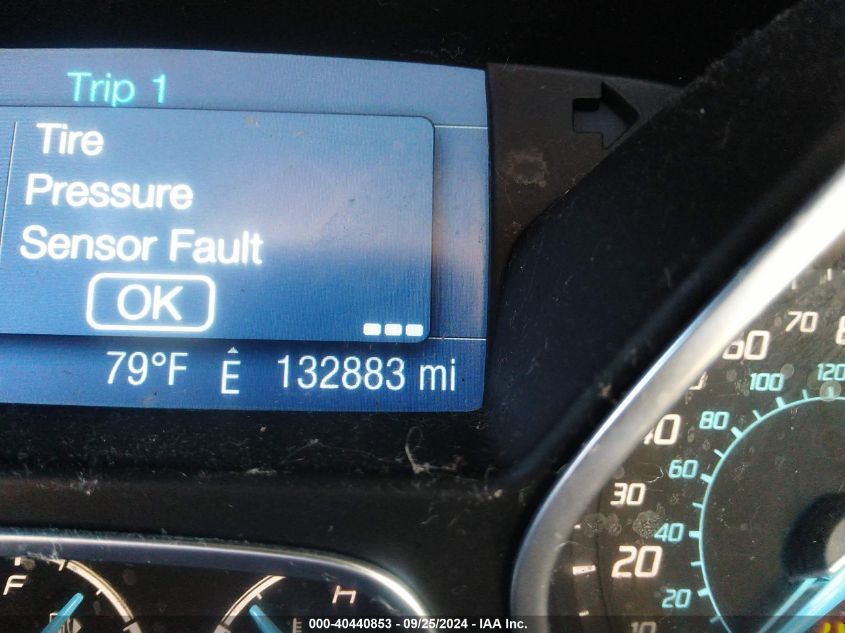 Trip 1
Tire
Pressure
Sensor Fault
OK
79°F E 132883 mi
60 70
100 120
40 80
60
30
40
20
20
10
F H
E
000-40440853 - 09/25/2024 - IAA Inc.